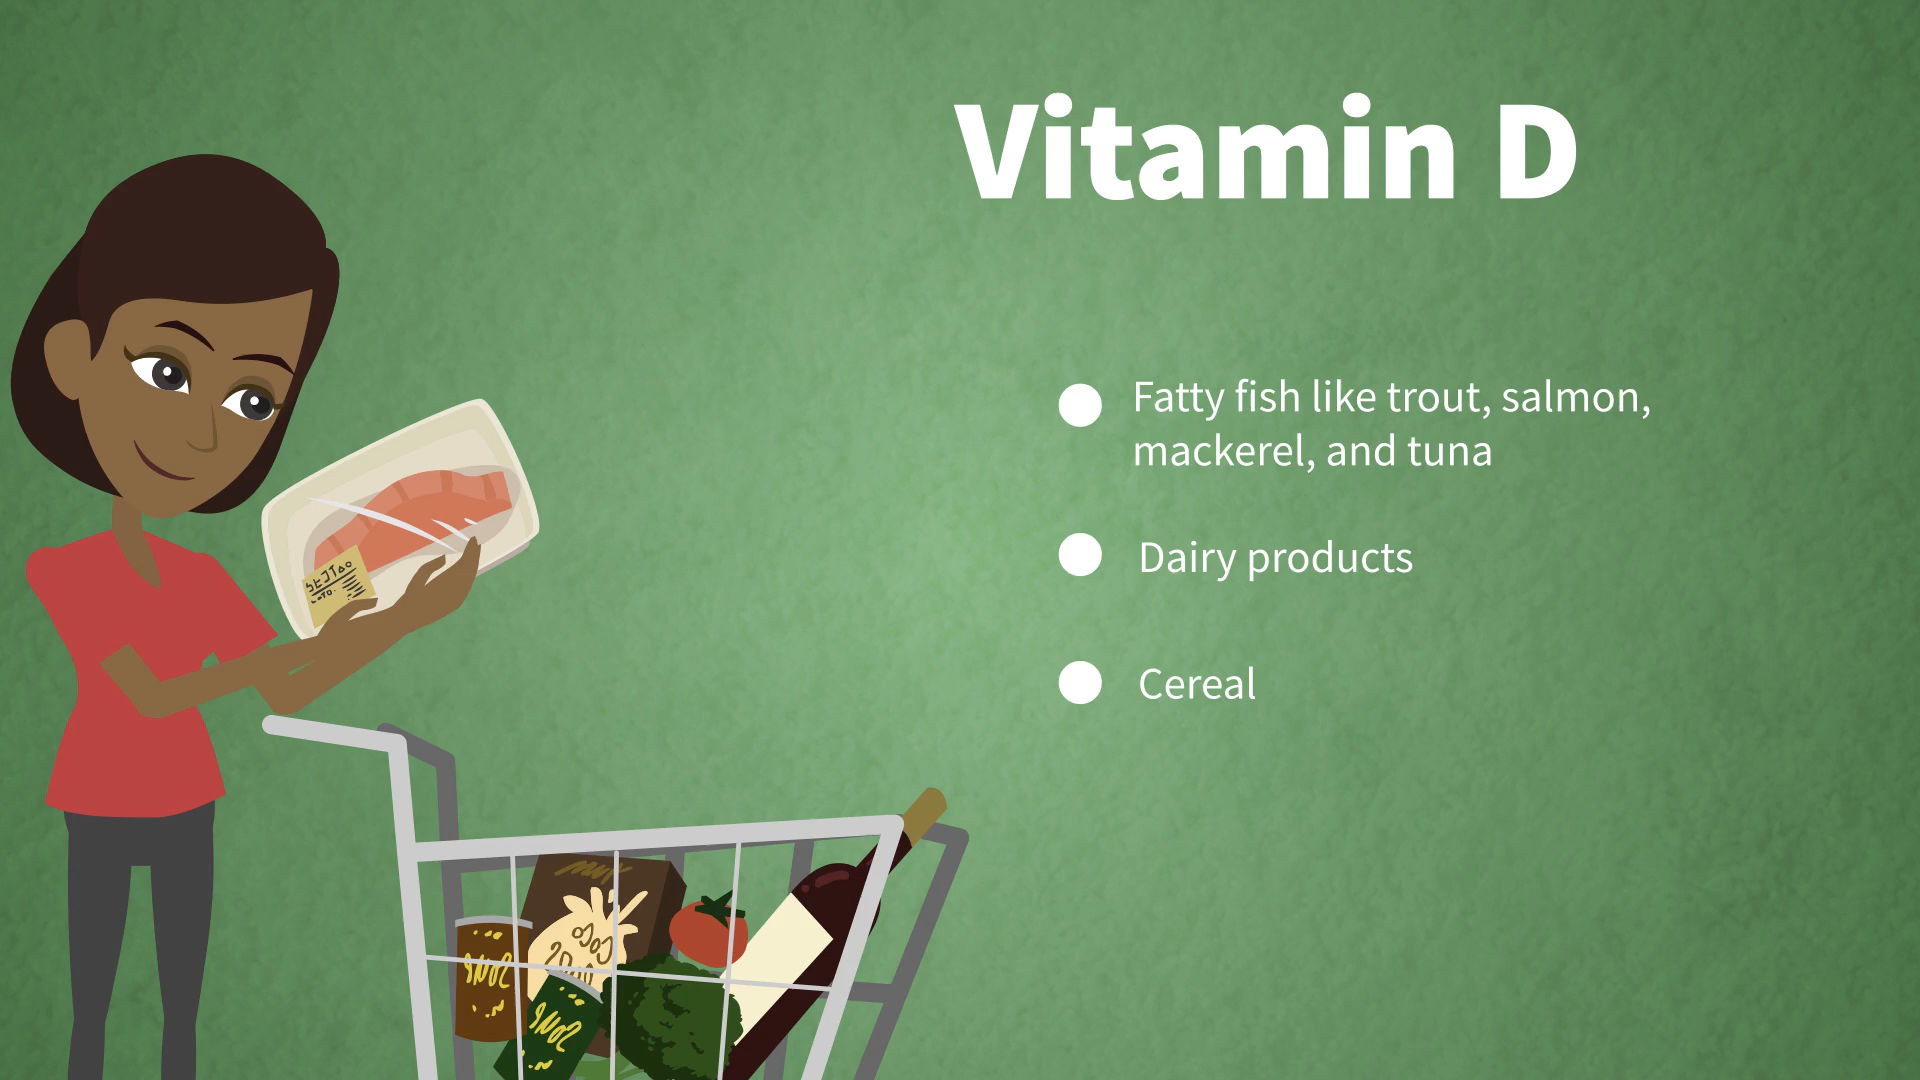 Vitamin D
Fatty fish like trout, salmon,
mackerel, and tuna
Dairy products
Cereal